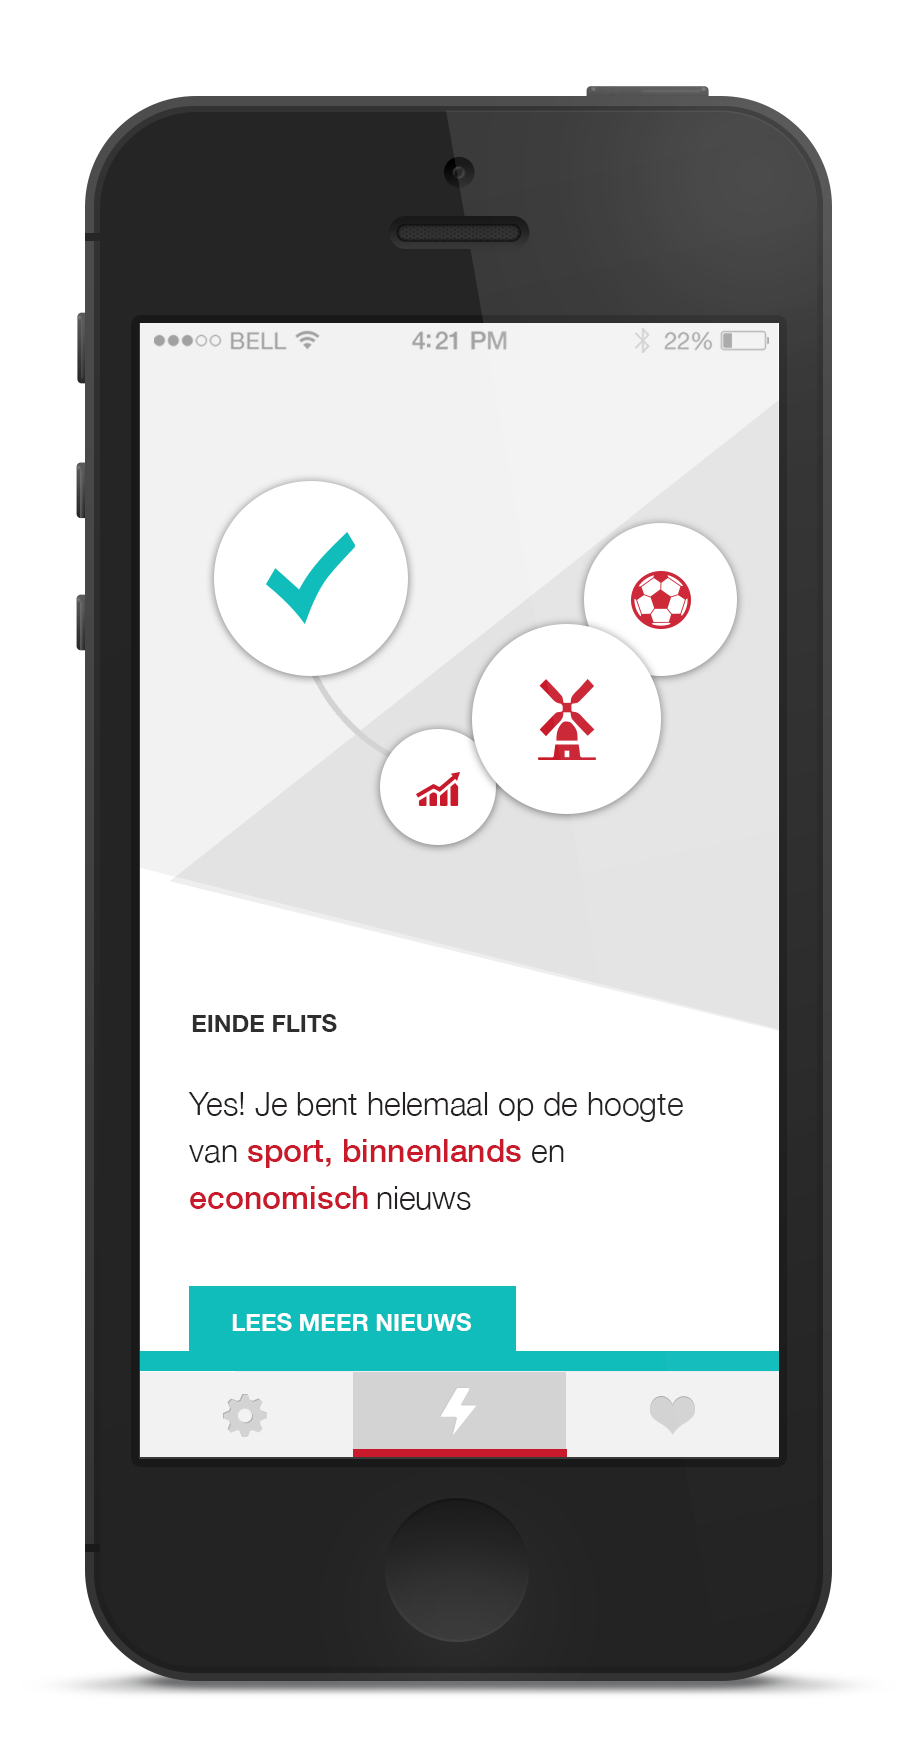 BELL 4:21 PM 22%
EINDE FLITS
Yes! Je bent helemaal op de hoogte
van sport, binnenlands en
economisch nieuws
LEES MEER NIEUWS